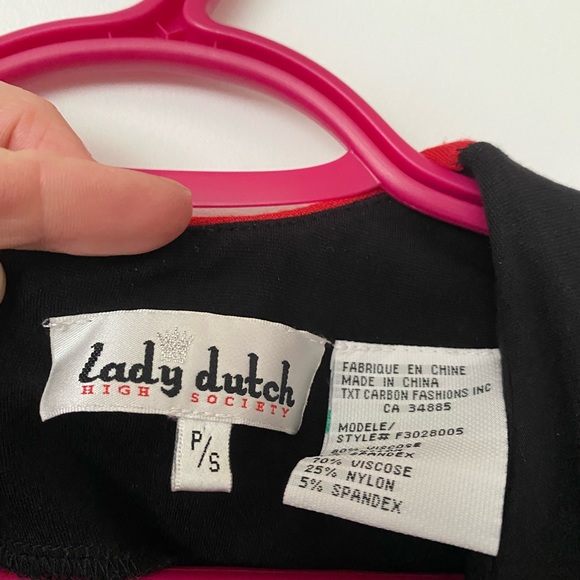 lady dutch
HIGH SOCIETY
P/S
FABRIQUE EN CHINE
MADE IN CHINA
TXT CARBON FASHIONS INC
CA 34885
MODELE/
STYLE# F3028005
SPANDEX
70% VISCOSE
25% NYLON
5% SPANDEX